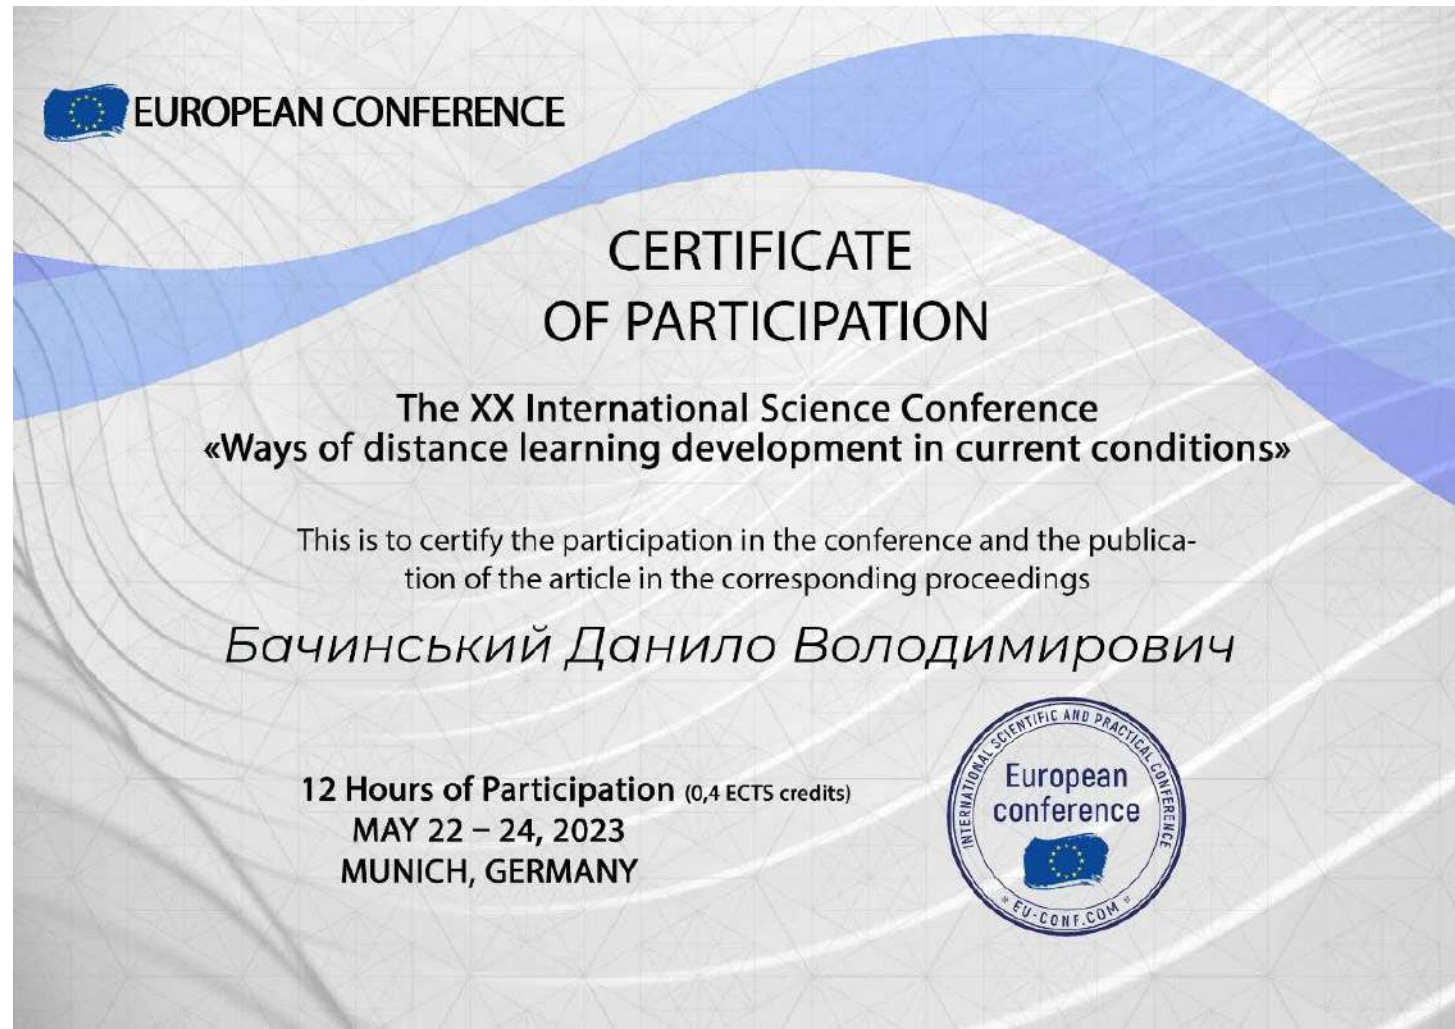 EUROPEAN CONFERENCE
CERTIFICATE
OF PARTICIPATION
The XX International Science Conference
«Ways of distance learning development in current conditions»
This is to certify the participation in the conference and the publica-
tion of the article in the corresponding proceedings
Бачинський Данило Володимирович
12 Hours of Participation (0,4 ECTS credits)
MAY 22 – 24, 2023
MUNICH, GERMANY
INTERNATIONAL SCIENTIFIC AND PRACTICAL CONFERENCE
European
conference
* EU-CONF.COM *